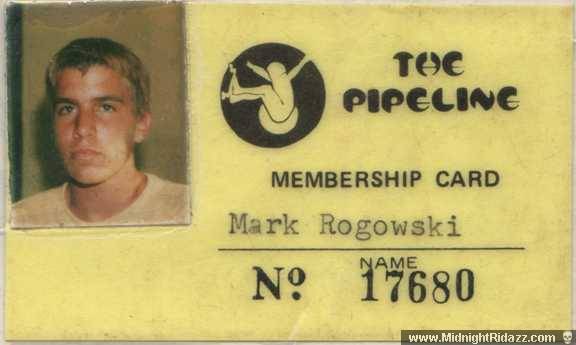 THE
PIPELINE
MEMBERSHIP CARD
Mark Rogowski
NAME
Nº 17680
www.MidnightRidazz.com